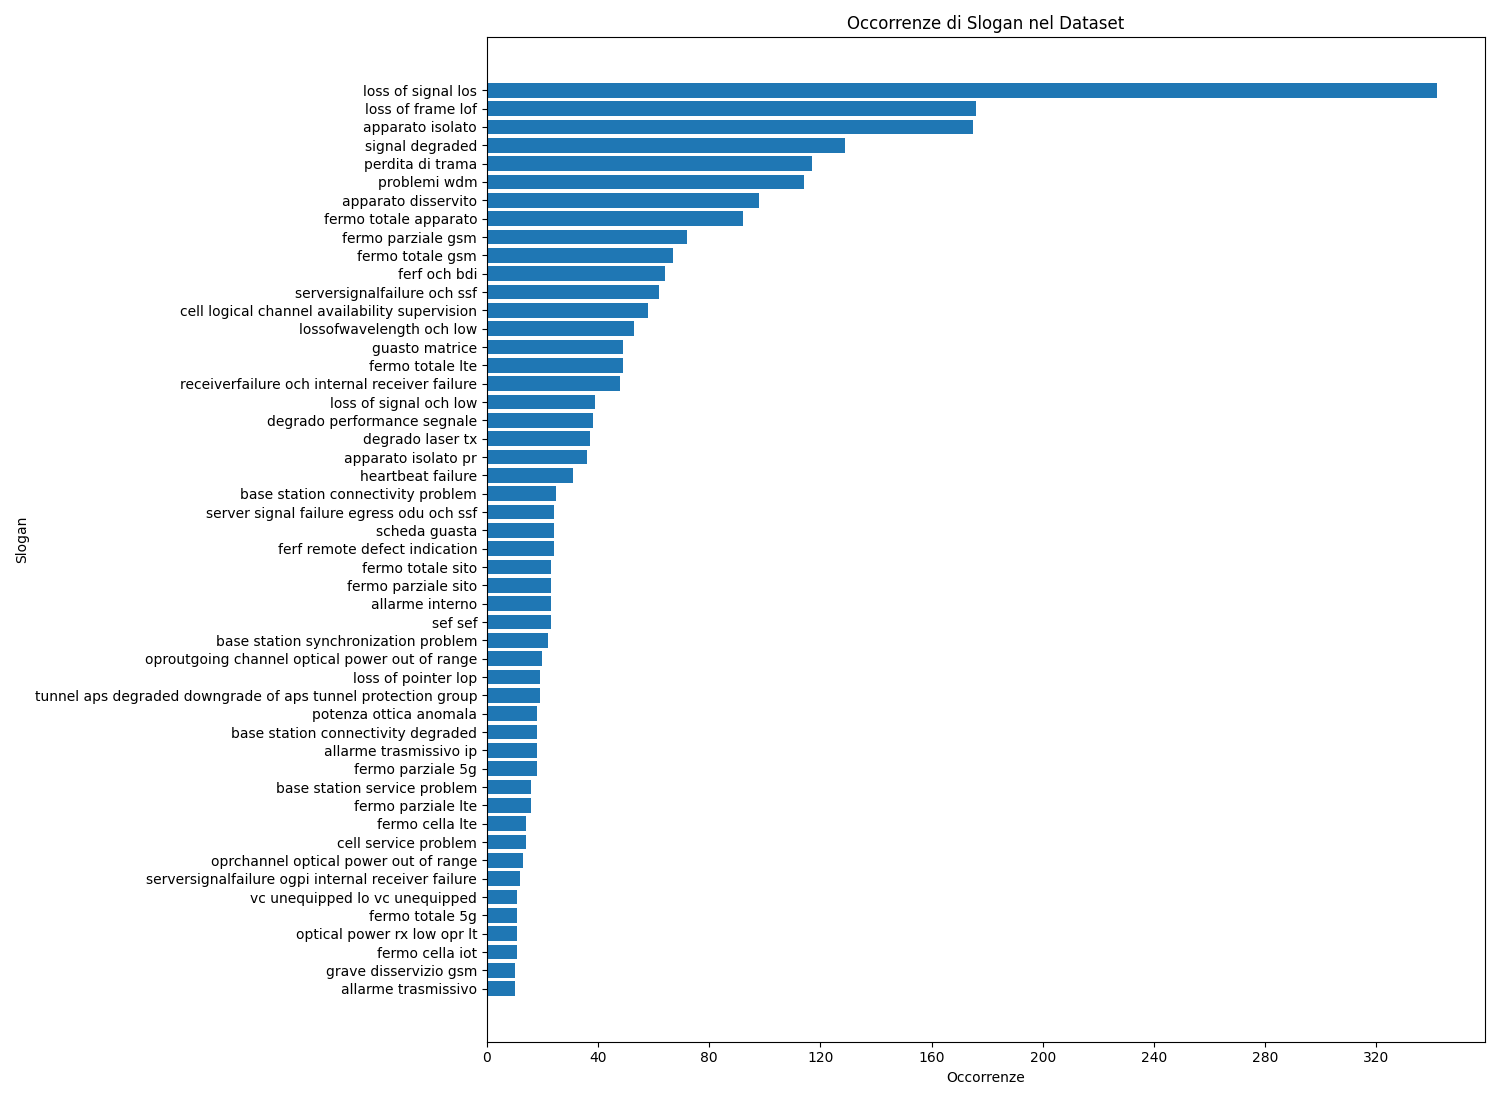 Occorrenze di Slogan nel Dataset
loss of signal los
loss of frame lof
apparato isolato
signal degraded
perdita di trama
problemi wdm
apparato disservito
fermo totale apparato
fermo parziale gsm
fermo totale gsm
ferf och bdi
serversignalfailure och ssf
cell logical channel availability supervision
lossofwavelength och low
guasto matrice
fermo totale lte
receiverfailure och internal receiver failure
loss of signal och low
degrado performance segnale
degrado laser tx
apparato isolato pr
heartbeat failure
base station connectivity problem
server signal failure egress odu och ssf
scheda guasta
ferf remote defect indication
fermo totale sito
fermo parziale sito
allarme interno
sef sef
base station synchronization problem
oproutgoing channel optical power out of range
loss of pointer lop
tunnel aps degraded downgrade of aps tunnel protection group
potenza ottica anomala
base station connectivity degraded
allarme trasmissivo ip
fermo parziale 5g
base station service problem
fermo parziale lte
fermo cella lte
cell service problem
oprchannel optical power out of range
serversignalfailure ogpi internal receiver failure
vc unequipped lo vc unequipped
fermo totale 5g
optical power rx low opr lt
fermo cella iot
grave disservizio gsm
allarme trasmissivo
Slogan
0 40 80 120 160 200 240 280 320
Occorrenze